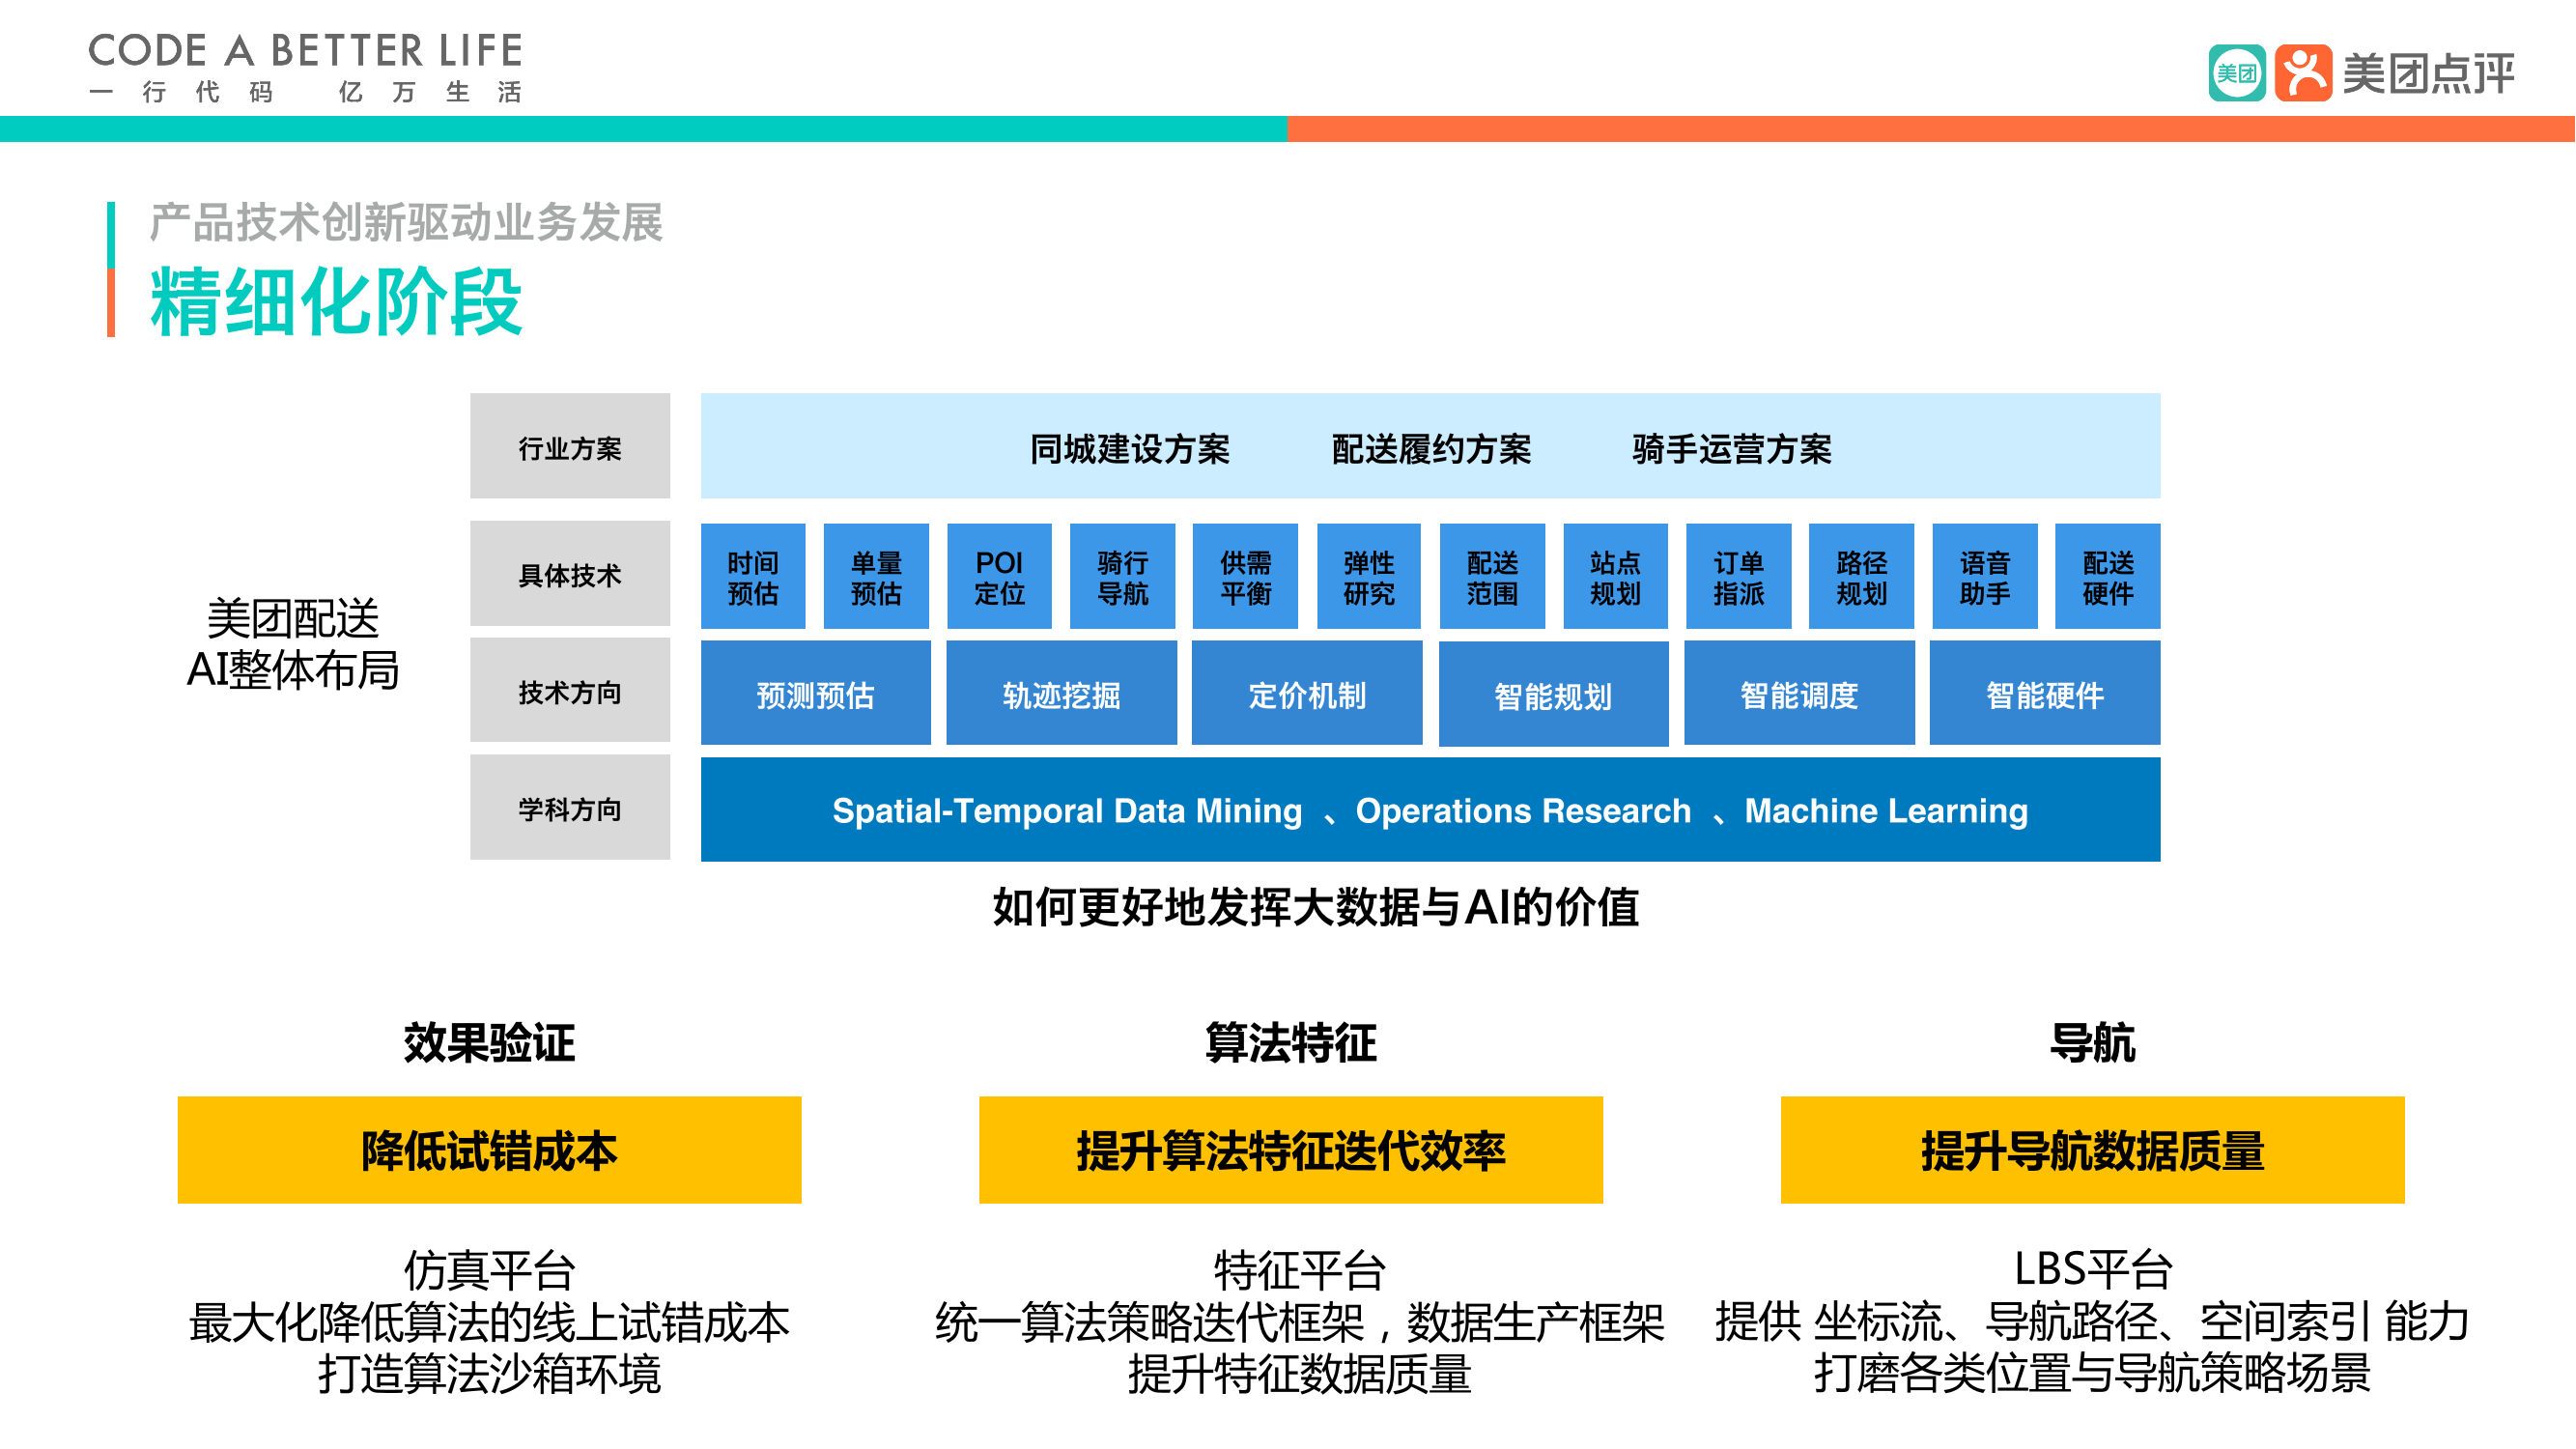 CODE A BETTER LIFE
一行代码 亿万生活
美团 美团点评
产品技术创新驱动业务发展
精细化阶段
美团配送
AI整体布局
行业方案
同城建设方案 配送履约方案 骑手运营方案
具体技术
时间
预估
单量
预估
POI
定位
骑行
导航
供需
平衡
弹性
研究
配送
范围
站点
规划
订单
指派
路径
规划
语音
助手
配送
硬件
技术方向
预测预估
轨迹挖掘
定价机制
智能规划
智能调度
智能硬件
学科方向
Spatial-Temporal Data Mining 、Operations Research 、Machine Learning
如何更好地发挥大数据与AI的价值
效果验证
降低试错成本
仿真平台
最大化降低算法的线上试错成本
打造算法沙箱环境
算法特征
提升算法特征迭代效率
特征平台
统一算法策略迭代框架，数据生产框架
提升特征数据质量
导航
提升导航数据质量
LBS平台
提供 坐标流、导航路径、空间索引 能力
打磨各类位置与导航策略场景